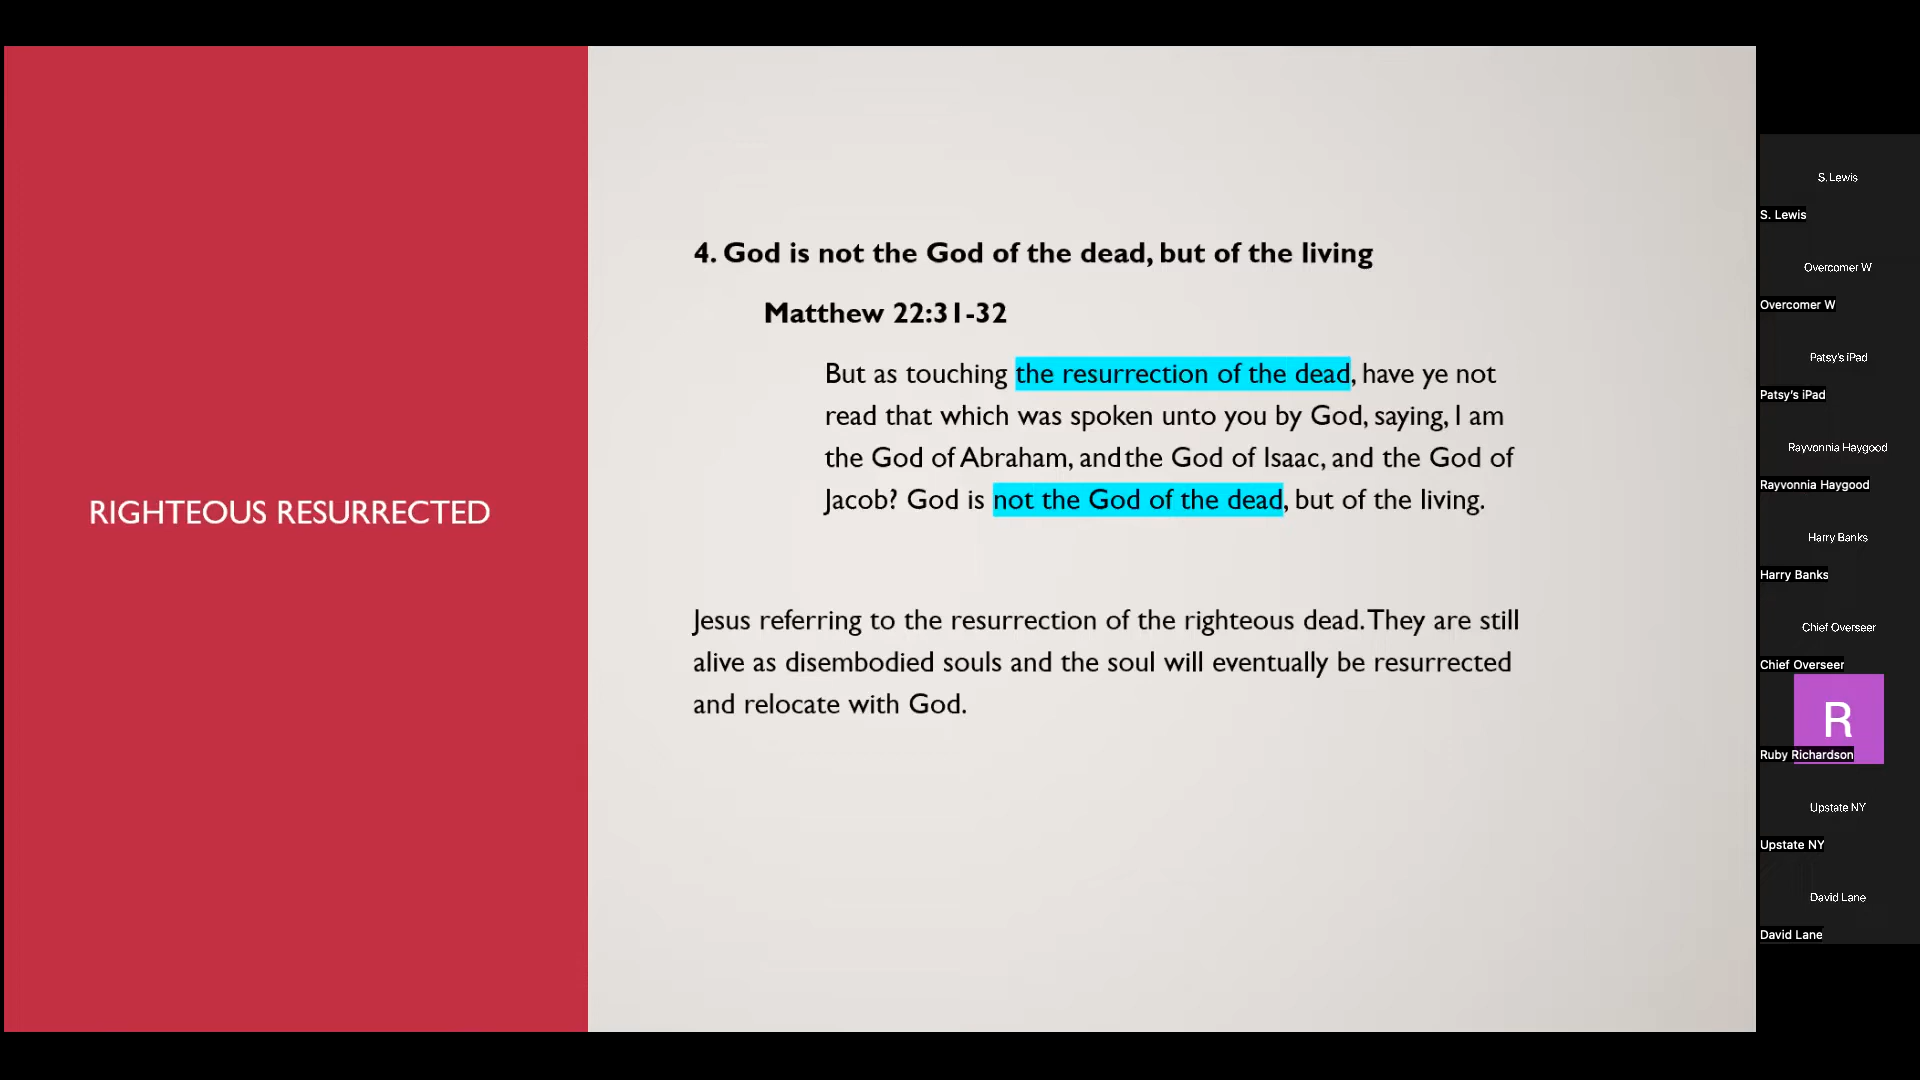 RIGHTEOUS RESURRECTED
4. God is not the God of the dead, but of the living
Matthew 22:31-32
But as touching the resurrection of the dead, have ye not
read that which was spoken unto you by God, saying, I am
the God of Abraham, and the God of Isaac, and the God of
Jacob? God is not the God of the dead, but of the living.
Jesus referring to the resurrection of the righteous dead. They are still
alive as disembodied souls and the soul will eventually be resurrected
and relocate with God.
S. Lewis
S. Lewis
Overcomer W
Overcomer W
Patsy's iPad
Patsy's iPad
Rayvonnia Haygood
Rayvonnia Haygood
Harry Banks
Harry Banks
Chief Overseer
Chief Overseer
R
Ruby Richardson
Upstate NY
Upstate NY
David Lane
David Lane